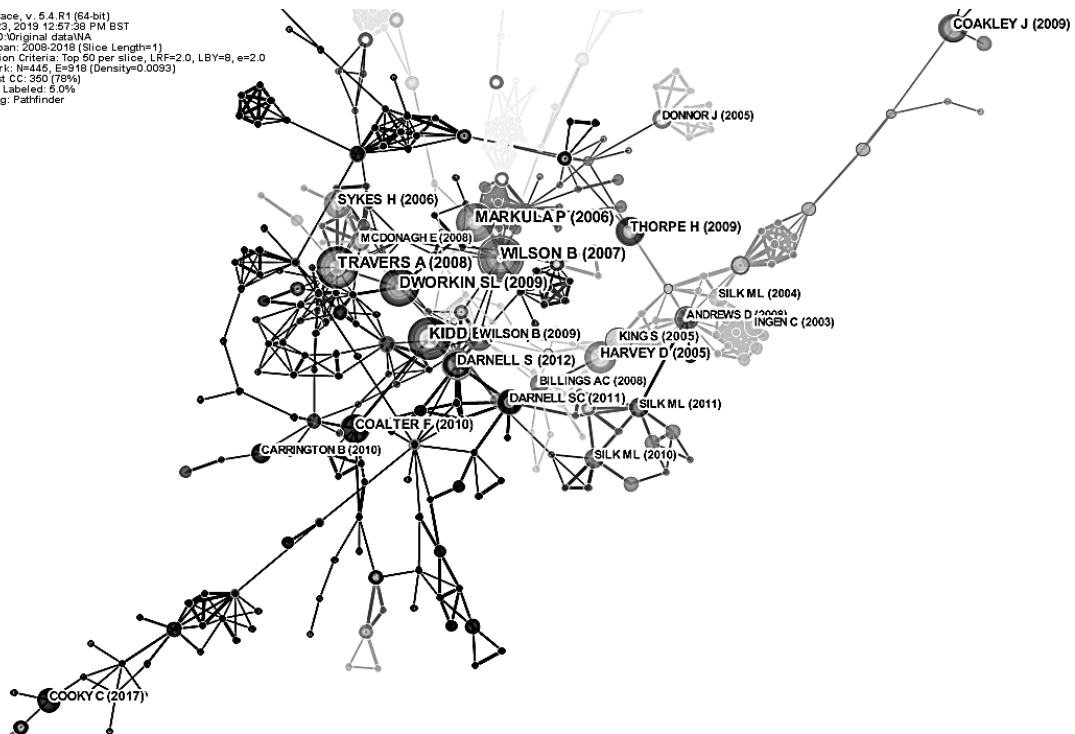 ace, v. 5.4.R1 (64-bit)
23, 2019 12:57:38 PM BST
D:\Original data\NA
pan: 2008-2018 (Slice Length=1)
ion Criteria: Top 50 per slice, LRF=2.0, LBY=8, e=2.0
rk: N=445, E=918 (Density=0.0093)
st CC: 350 (78%)
Labeled: 5.0%
g: Pathfinder
COAKLEY J (2009)
DONNOR J (2005)
SYKES H (2006)
MARKULA P (2006)
THORPE H (2009)
MCDONAGH E (2008)
WILSON B (2007)
TRAVERS A (2008)
DWORKIN SL (2009)
SILK ML (2004)
ANDREWS D (2008)
INGEN C (2003)
KIDD
WILSON B (2009)
KING S (2005)
HARVEY D (2005)
DARNELL S (2012)
BILLINGS AC (2008)
DARNELL SC (2011)
SILK ML (2011)
COALTER F (2010)
CARRINGTON B (2010)
SILK ML (2010)
COOKY C (2017)